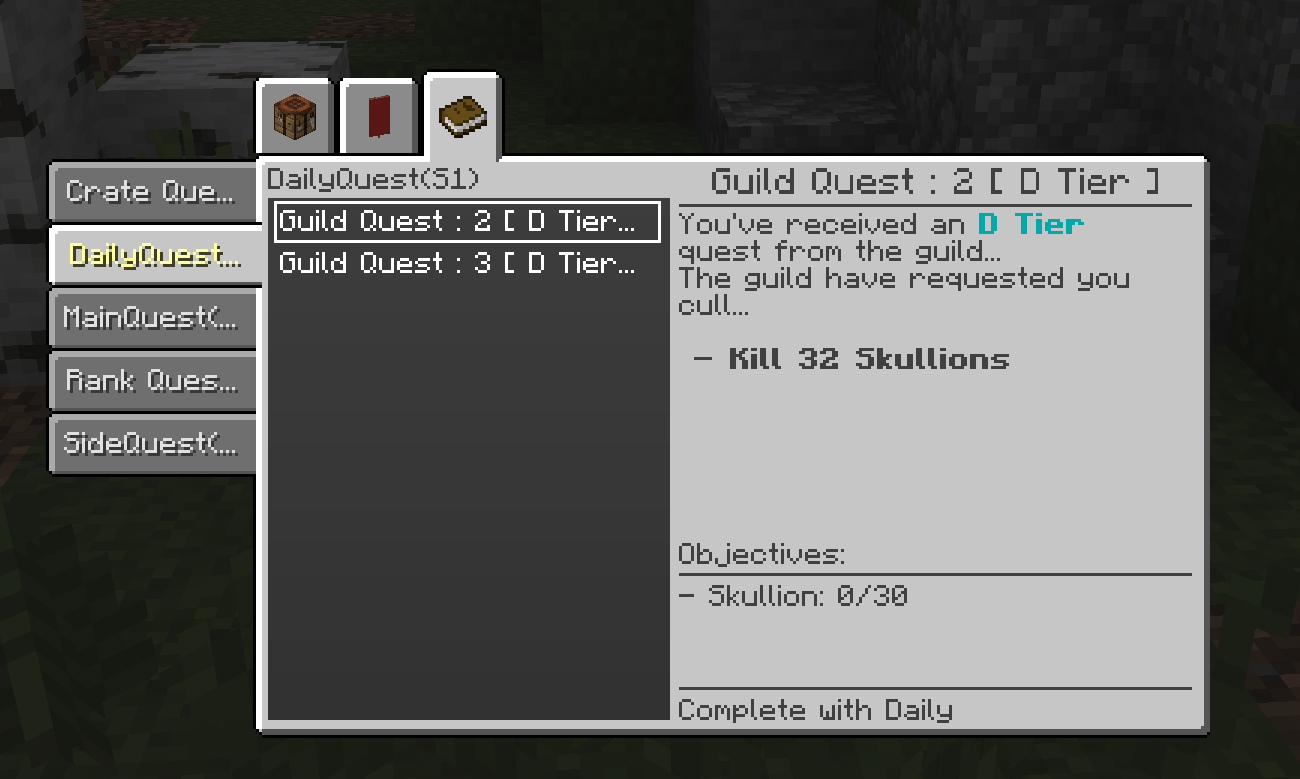 Crate Que...
DailyQuest...
MainQuest(...
Rank Ques...
SideQuest(...
DailyQuest(S1)
Guild Quest : 2 [ D Tier...
Guild Quest : 3 [ D Tier...
Guild Quest : 2 [ D Tier ]
You've received an D Tier
quest from the guild...
The guild have requested you
cull...
- Kill 32 Skullions
Objectives:
- Skullion: 0/30
Complete with Daily